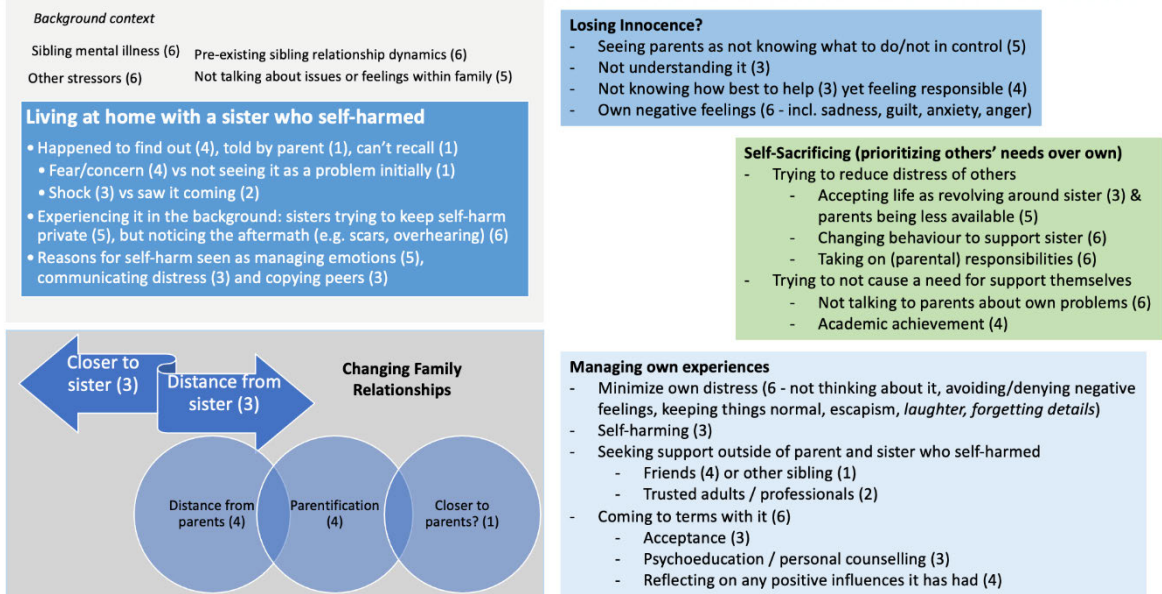 Background context
Sibling mental illness (6)
Pre-existing sibling relationship dynamics (6)
Other stressors (6)
Not talking about issues or feelings within family (5)
Living at home with a sister who self-harmed
• Happened to find out (4), told by parent (1), can't recall (1)
• Fear/concern (4) vs not seeing it as a problem initially (1)
• Shock (3) vs saw it coming (2)
• Experiencing it in the background: sisters trying to keep self-harm
private (5), but noticing the aftermath (e.g. scars, overhearing) (6)
• Reasons for self-harm seen as managing emotions (5),
communicating distress (3) and copying peers (3)
Closer to
sister (3)
Distance from
sister (3)
Changing Family
Relationships
Distance from
parents (4)
Parentification
(4)
Closer to
parents? (1)
Losing Innocence?
- Seeing parents as not knowing what to do/not in control (5)
- Not understanding it (3)
- Not knowing how best to help (3) yet feeling responsible (4)
- Own negative feelings (6 - incl. sadness, guilt, anxiety, anger)
Self-Sacrificing (prioritizing others' needs over own)
- Trying to reduce distress of others
- Accepting life as revolving around sister (3) &
parents being less available (5)
- Changing behaviour to support sister (6)
- Taking on (parental) responsibilities (6)
- Trying to not cause a need for support themselves
- Not talking to parents about own problems (6)
- Academic achievement (4)
Managing own experiences
- Minimize own distress (6 - not thinking about it, avoiding/denying negative
feelings, keeping things normal, escapism, laughter, forgetting details)
- Self-harming (3)
- Seeking support outside of parent and sister who self-harmed
- Friends (4) or other sibling (1)
- Trusted adults / professionals (2)
- Coming to terms with it (6)
- Acceptance (3)
- Psychoeducation / personal counselling (3)
- Reflecting on any positive influences it has had (4)